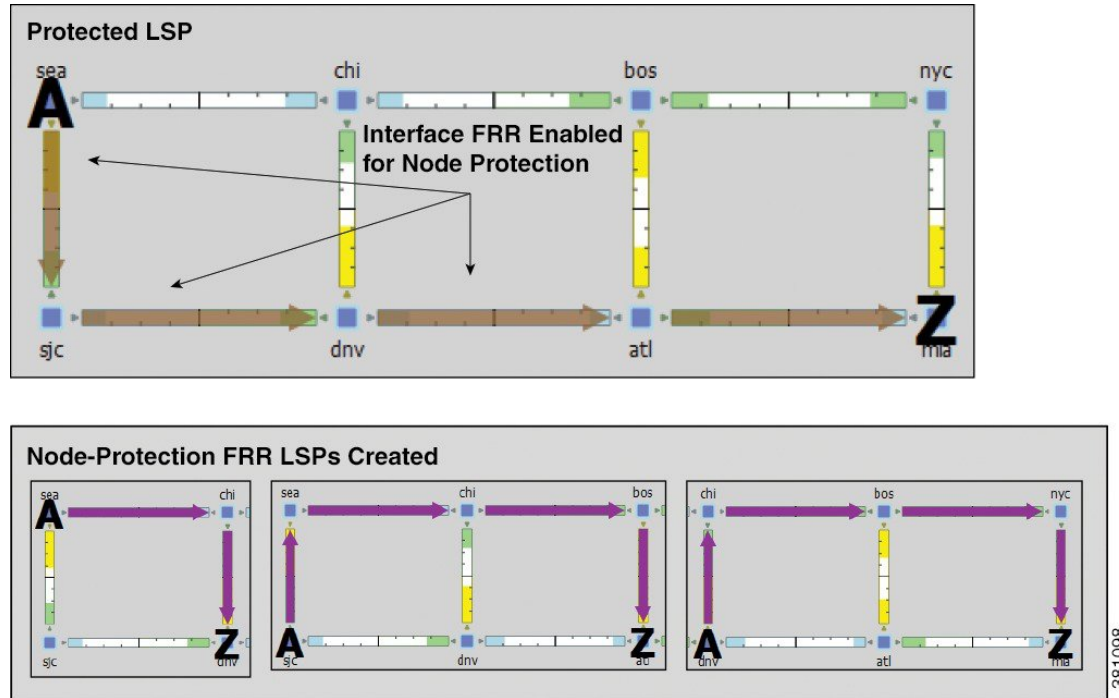 Protected LSP
sea
chi
bos
nyc
A
Interface FRR Enabled
for Node Protection
Z
sjc
dnv
atl
mia
Node-Protection FRR LSPs Created
sea
chi
A
sjc
Z
dnv
sea
chi
bos
A
sjc
dnv
Z
atl
chi
bos
nyc
A
dnv
atl
Z
mia
381098